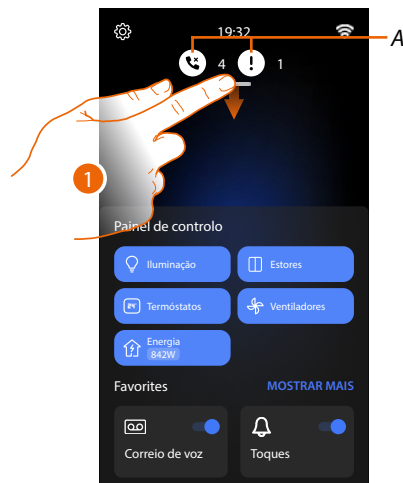 19:32
A
4 ! 1
1
Painel de controlo
Iluminação
Estores
24°
Termóstatos
Ventiladores
Energia
842W
Favorites MOSTRAR MAIS
Correio de voz
Toques